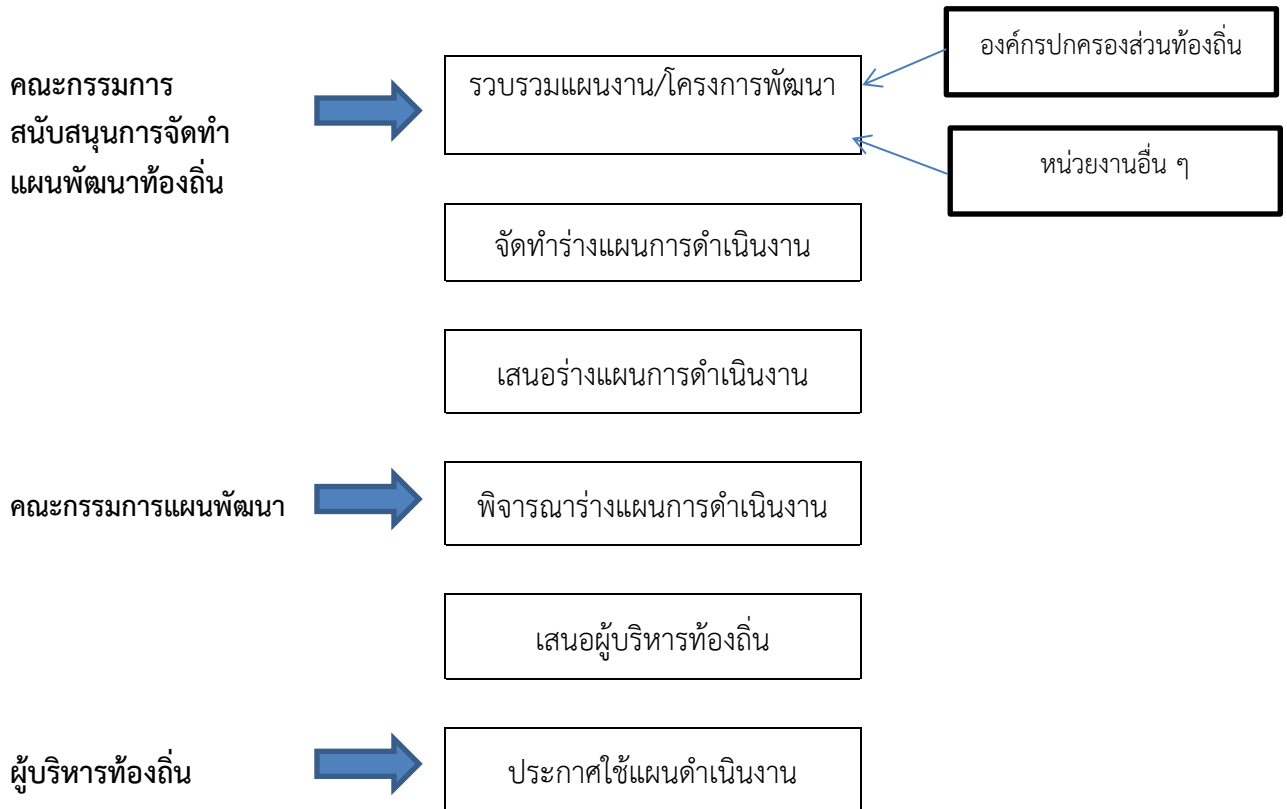 องค์กรปกครองส่วนท้องถิ่น
คณะกรรมการ
สนับสนุนการจัดทำ
แผนพัฒนาท้องถิ่น
รวบรวมแผนงาน/โครงการพัฒนา
หน่วยงานอื่น ๆ
จัดทำร่างแผนการดำเนินงาน
เสนอร่างแผนการดำเนินงาน
คณะกรรมการแผนพัฒนา
พิจารณาร่างแผนการดำเนินงาน
เสนอผู้บริหารท้องถิ่น
ผู้บริหารท้องถิ่น
ประกาศใช้แผนดำเนินงาน